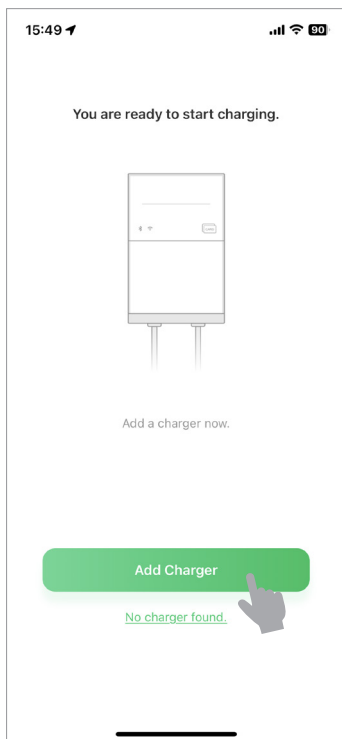 15:49
90
You are ready to start charging.
Add a charger now.
Add Charger
No charger found.